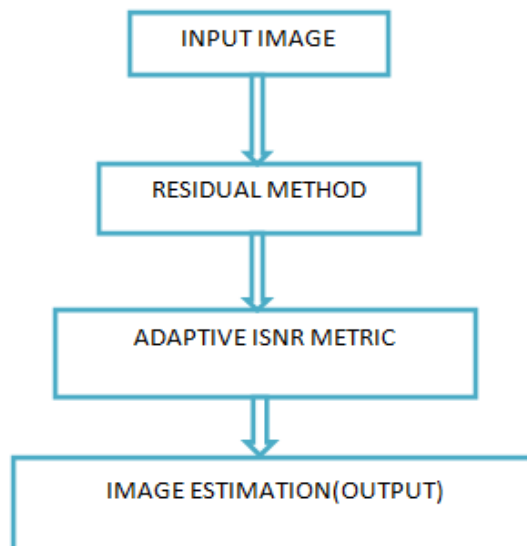 INPUT IMAGE
RESIDUAL METHOD
ADAPTIVE ISNR METRIC
IMAGE ESTIMATION(OUTPUT)